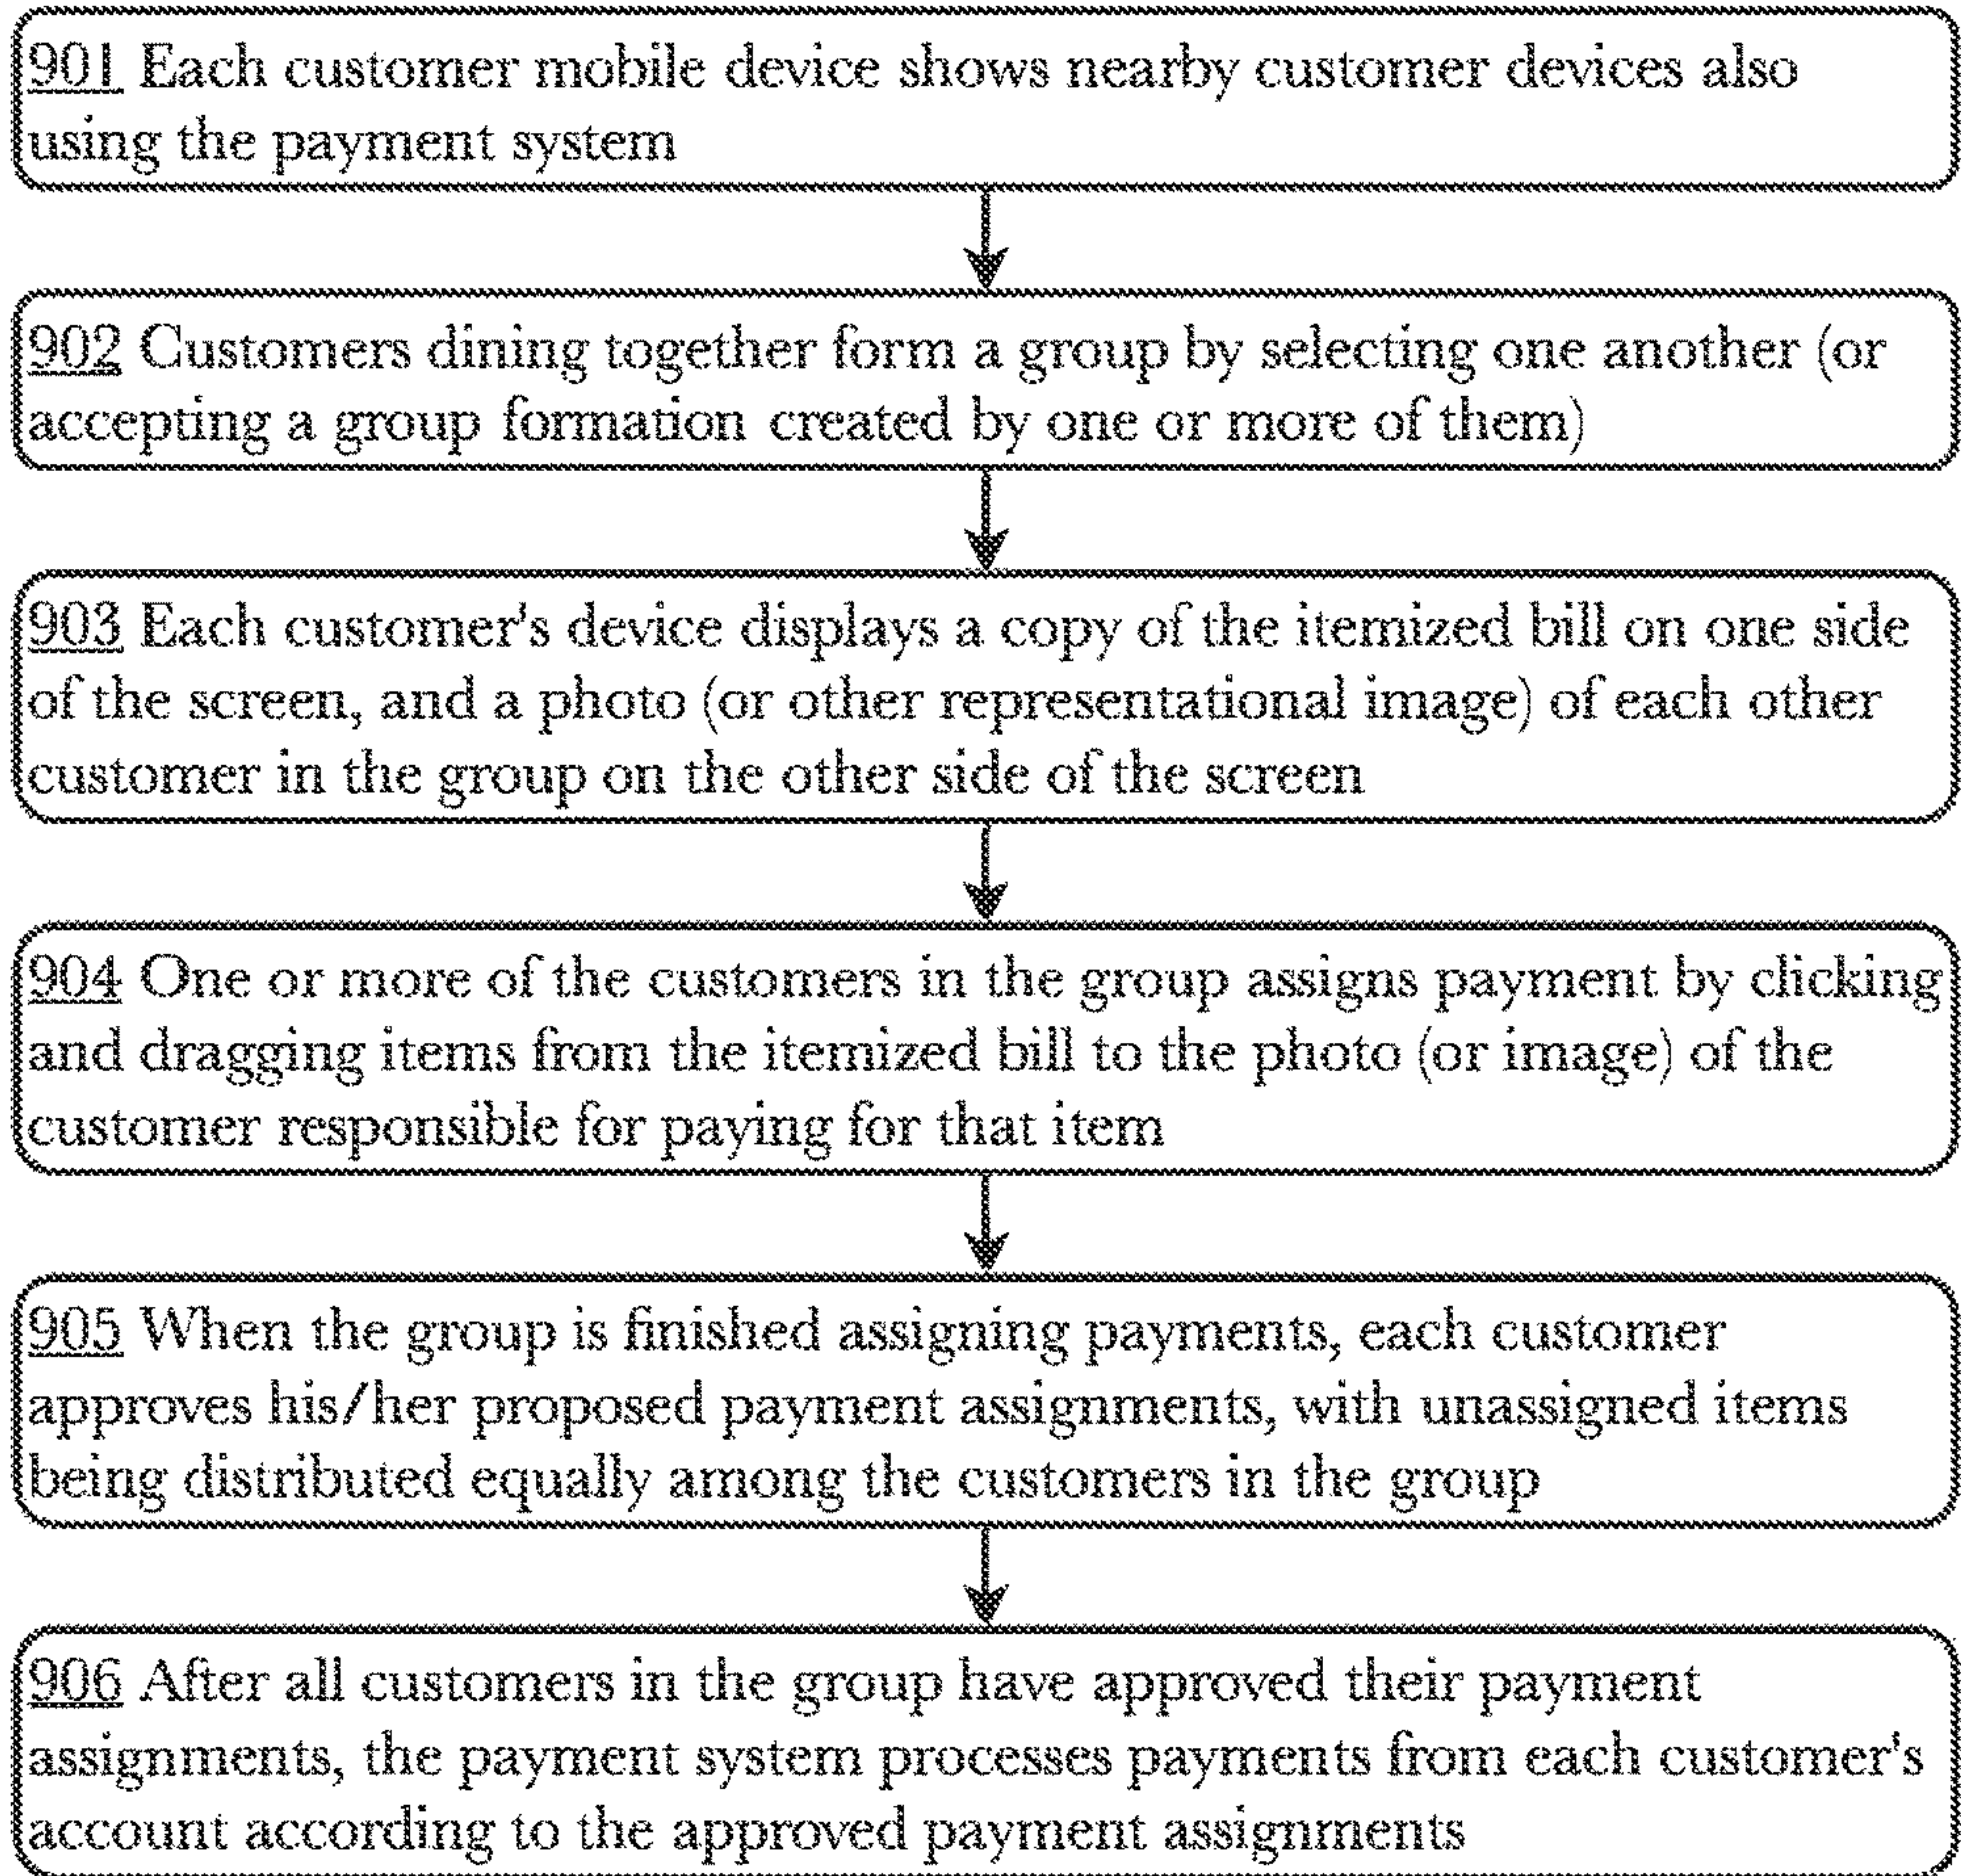 901 Each customer mobile device shows nearby customer devices also
using the payment system
902 Customers dining together form a group by selecting one another (or
accepting a group formation created by one or more of them)
903 Each customer's device displays a copy of the itemized bill on one side
of the screen, and a photo (or other representational image) of each other
customer in the group on the other side of the screen
904 One or more of the customers in the group assigns payment by clicking
and dragging items from the itemized bill to the photo (or image) of the
customer responsible for paying for that item
905 When the group is finished assigning payments, each customer
approves his/her proposed payment assignments, with unassigned items
being distributed equally among the customers in the group
906 After all customers in the group have approved their payment
assignments, the payment system processes payments from each customer's
account according to the approved payment assignments